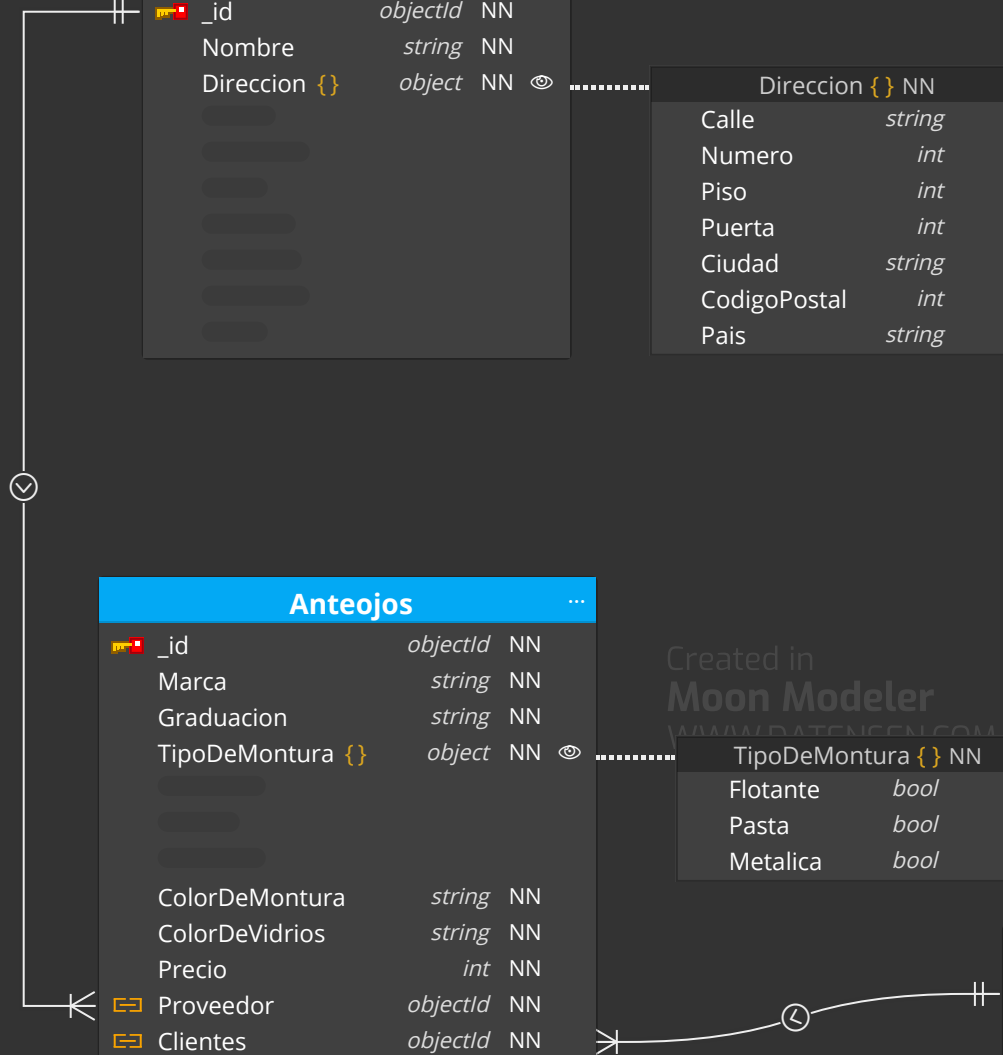 _id objectId NN
Nombre string NN
Direccion {} object NN
Direccion { } NN
Calle string
Numero int
Piso int
Puerta int
Ciudad string
CodigoPostal int
Pais string
Anteojos ...
_id objectId NN
Marca string NN
Graduacion string NN
TipoDeMontura {} object NN
Created in
Moon Modeler
WWW.DATENSEN.COM
TipoDeMontura { } NN
Flotante bool
Pasta bool
Metalica bool
ColorDeMontura string NN
ColorDeVidrios string NN
Precio int NN
Proveedor objectId NN
Clientes objectId NN